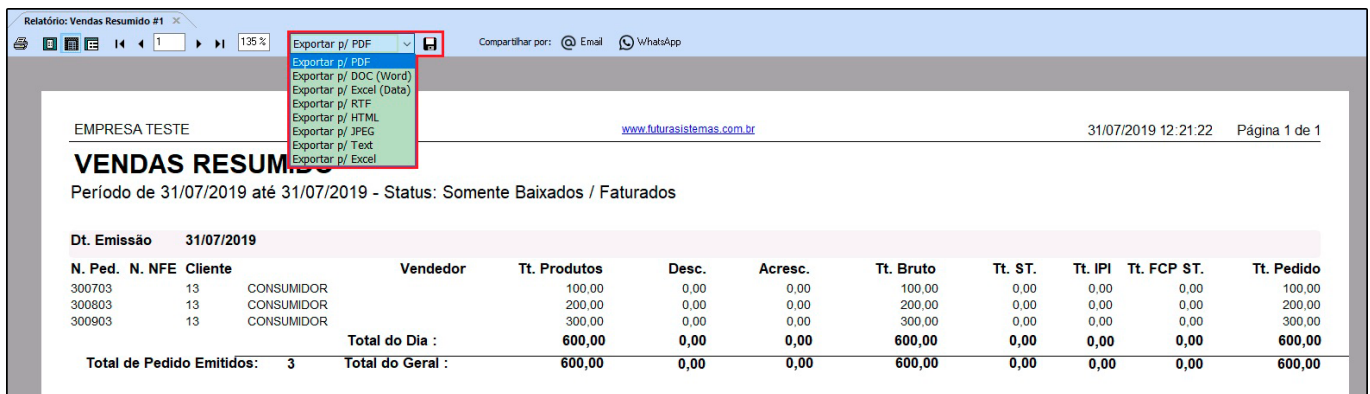 Relatório: Vendas Resumido #1
1 135 % Exportar p/ PDF Compartilhar por: Email WhatsApp
Exportar p/ PDF
Exportar p/ DOC (Word)
Exportar p/ Excel (Data)
Exportar p/ RTF
Exportar p/ HTML
Exportar p/ JPEG
Exportar p/ Text
Exportar p/ Excel
EMPRESA TESTE www.futurasistemas.com.br 31/07/2019 12:21:22 Página 1 de 1
VENDAS RESUMIDO
Período de 31/07/2019 até 31/07/2019 - Status: Somente Baixados / Faturados
Dt. Emissão 31/07/2019
N. Ped. N. NFE Cliente Vendedor Tt. Produtos Desc. Acresc. Tt. Bruto Tt. ST. Tt. IPI Tt. FCP ST. Tt. Pedido
300703 13 CONSUMIDOR 100,00 0,00 0,00 100,00 0,00 0,00 0,00 100,00
300803 13 CONSUMIDOR 200,00 0,00 0,00 200,00 0,00 0,00 0,00 200,00
300903 13 CONSUMIDOR 300,00 0,00 0,00 300,00 0,00 0,00 0,00 300,00
Total do Dia : 600,00 0,00 0,00 600,00 0,00 0,00 0,00 600,00
Total de Pedido Emitidos: 3 Total do Geral : 600,00 0,00 0,00 600,00 0,00 0,00 0,00 600,00